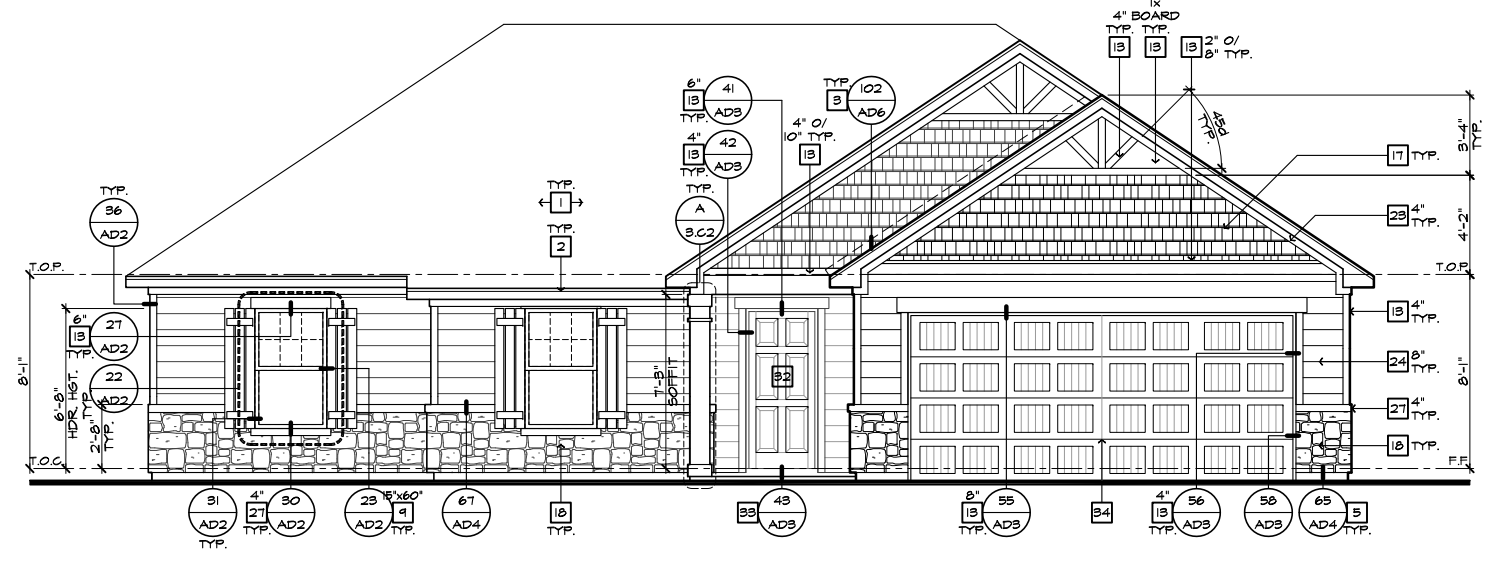 1x
4" BOARD
TYP. TYP.
13 13 13 2" O/
8" TYP.
6"
13
TYP.
41
AD3
TYP.
3
102
AD6
4"
13
TYP.
42
AD3
4" O/
10" TYP.
13
45d
TYP.
3'-4"
TYP.
17 TYP.
TYP.
36
AD2
TYP.
1
TYP.
2
TYP.
A
3.C2
23 4"
TYP.
4'-2"
T.O.P.
T.O.P.
6"
13
TYP.
27
AD2
22
AD2
8'-1"
6'-8"
HDR. HGT.
2'-8" TYP.
TYP.
7'-3"
SOFFIT
32
13 4"
TYP.
24 8"
TYP.
27 4"
TYP.
18 TYP.
8'-1"
T.O.C.
F.F.
31
AD2
TYP.
4"
27
TYP.
30
AD2
23
AD2
15"x60"
9
TYP.
67
AD4
18
TYP.
33
43
AD3
8"
13
TYP.
55
AD3
34
4"
13
TYP.
56
AD3
58
AD3
65
AD4
5
TYP.